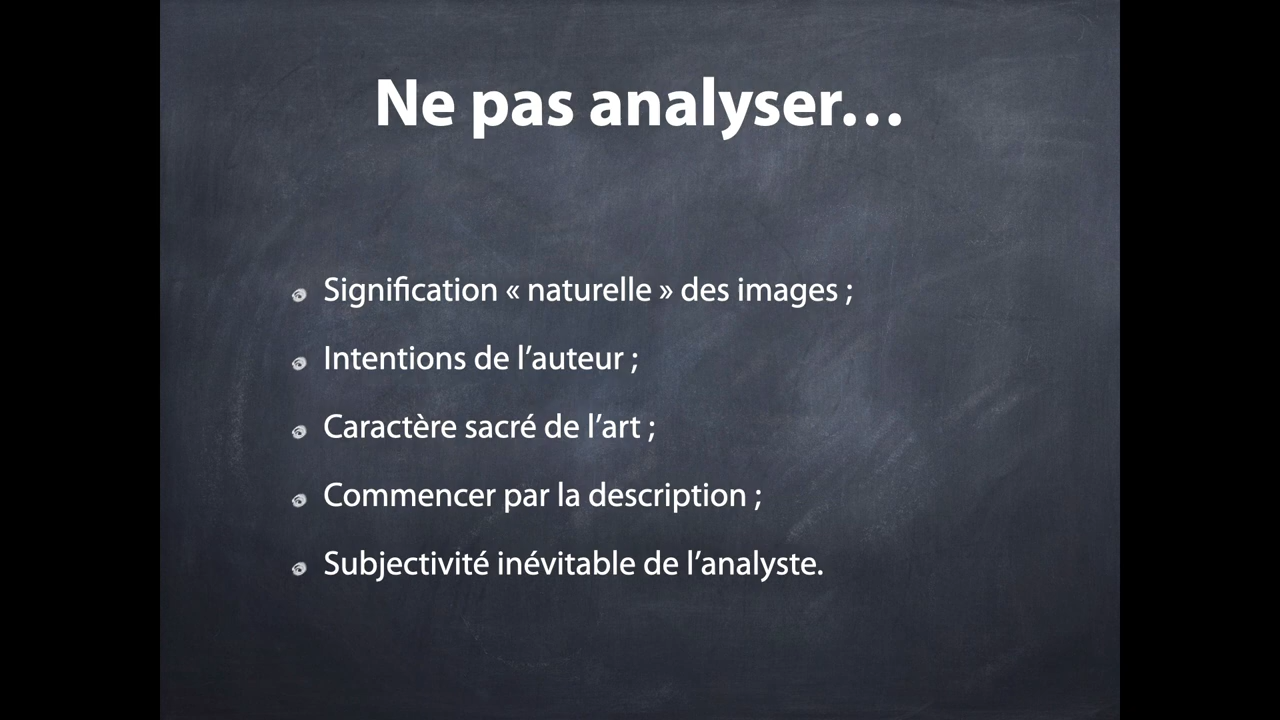 Ne pas analyser…
Signification « naturelle » des images ;
Intentions de l’auteur ;
Caractère sacré de l’art ;
Commencer par la description ;
Subjectivité inévitable de l’analyste.